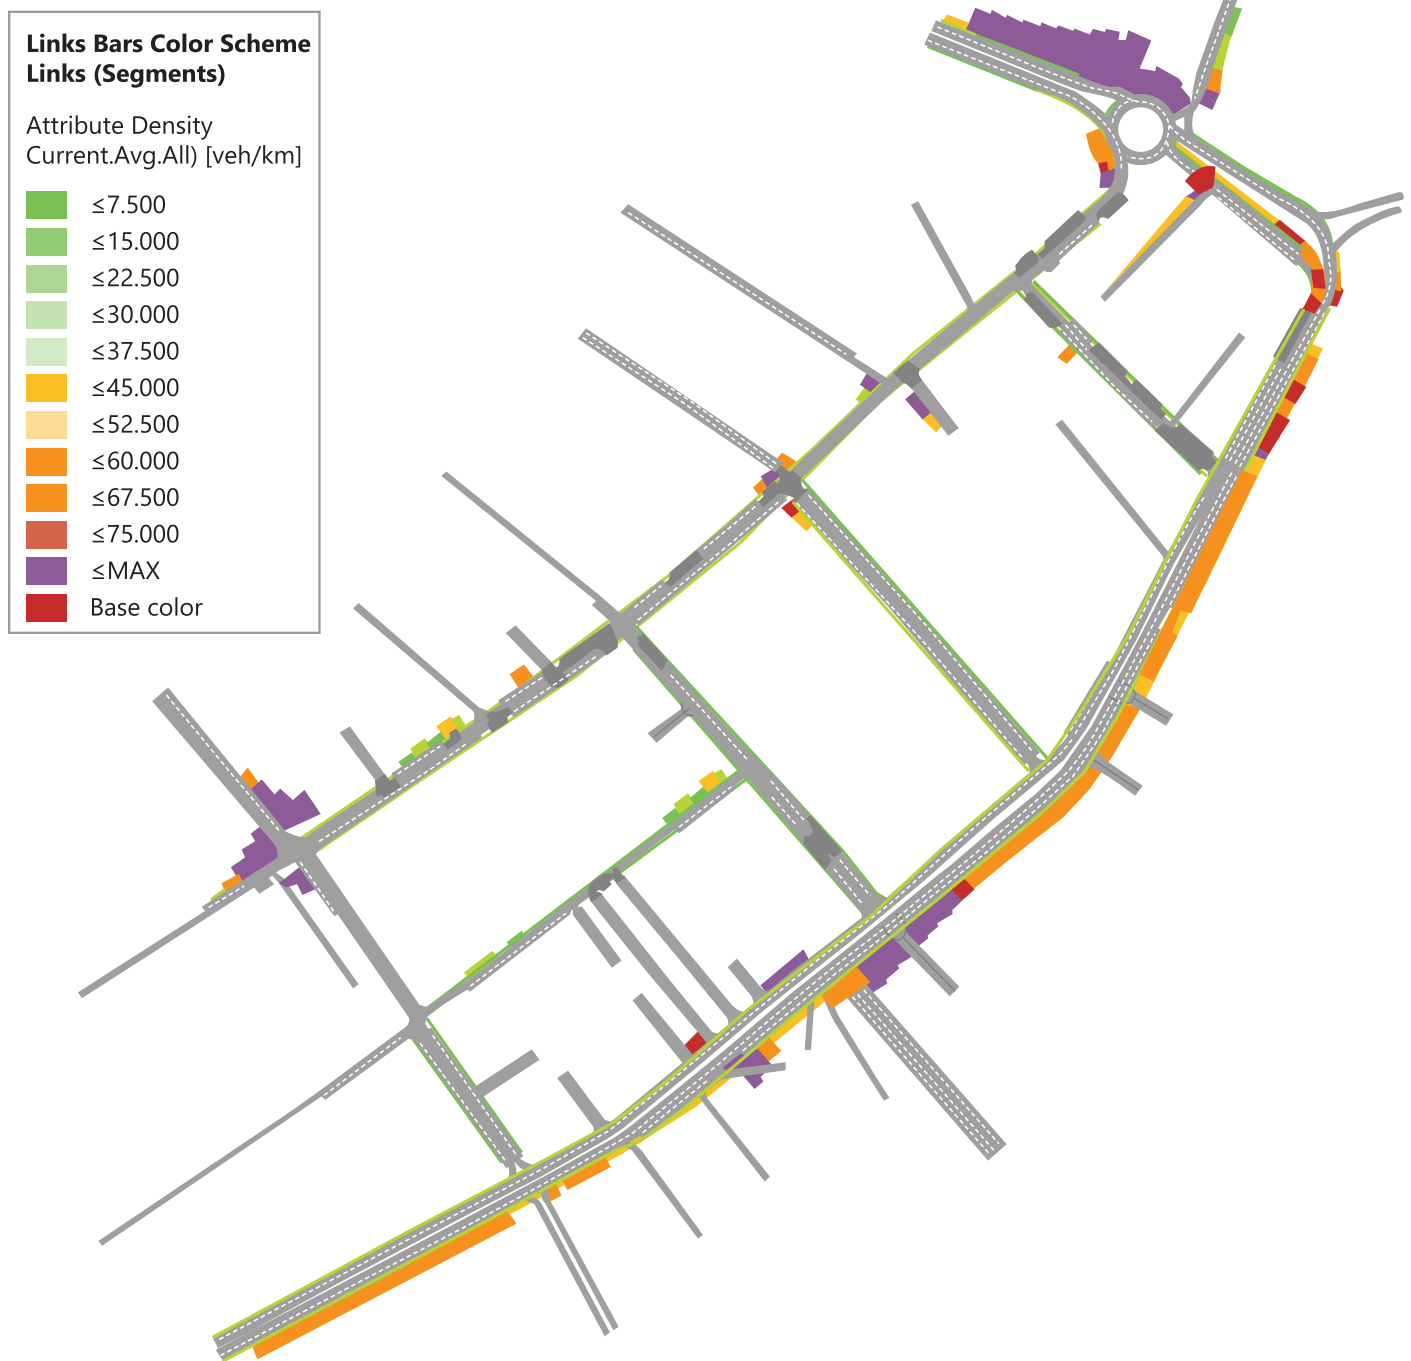 Links Bars Color Scheme
Links (Segments)
Attribute Density
Current.Avg.All) [veh/km]
≤7.500
≤15.000
≤22.500
≤30.000
≤37.500
≤45.000
≤52.500
≤60.000
≤67.500
≤75.000
≤MAX
Base color